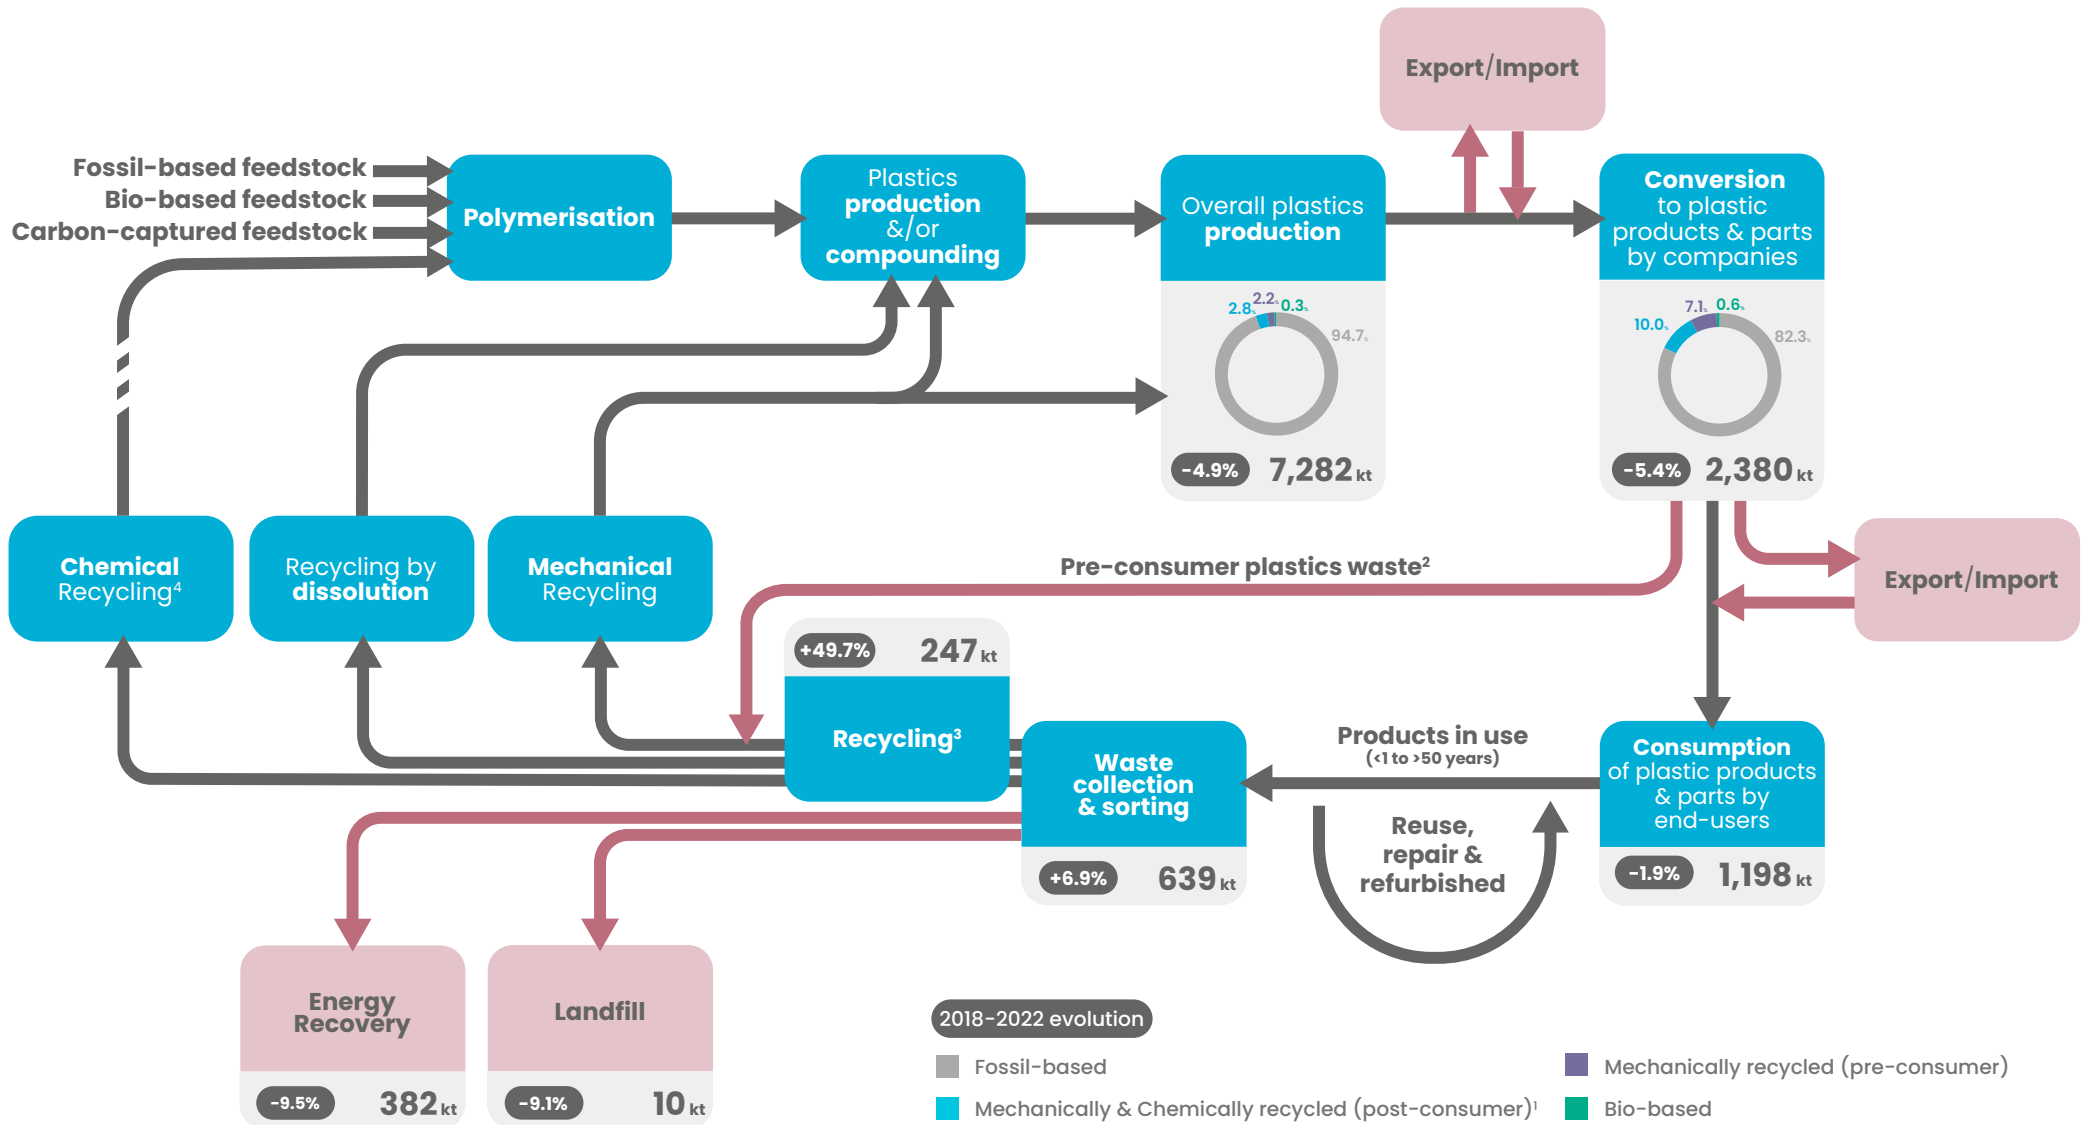 Export/Import
Fossil-based feedstock
Bio-based feedstock
Carbon-captured feedstock
Polymerisation
Plastics
production
&/or
compounding
Overall plastics
production
2.8%
2.2%
0.3%
94.7%
-4.9%
7,282 kt
Conversion
to plastic
products & parts
by companies
10.0%
7.1%
0.6%
82.3%
-5.4%
2,380 kt
Chemical
Recycling⁴
Recycling by
dissolution
Mechanical
Recycling
Pre-consumer plastics waste²
Export/Import
+49.7%
247 kt
Recycling³
Waste
collection
& sorting
+6.9%
639 kt
Products in use
(<1 to >50 years)
Reuse,
repair &
refurbished
Consumption
of plastic products
& parts by
end-users
-1.9%
1,198 kt
Energy
Recovery
-9.5%
382 kt
Landfill
-9.1%
10 kt
2018-2022 evolution
Fossil-based
Mechanically & Chemically recycled (post-consumer)¹
Mechanically recycled (pre-consumer)
Bio-based